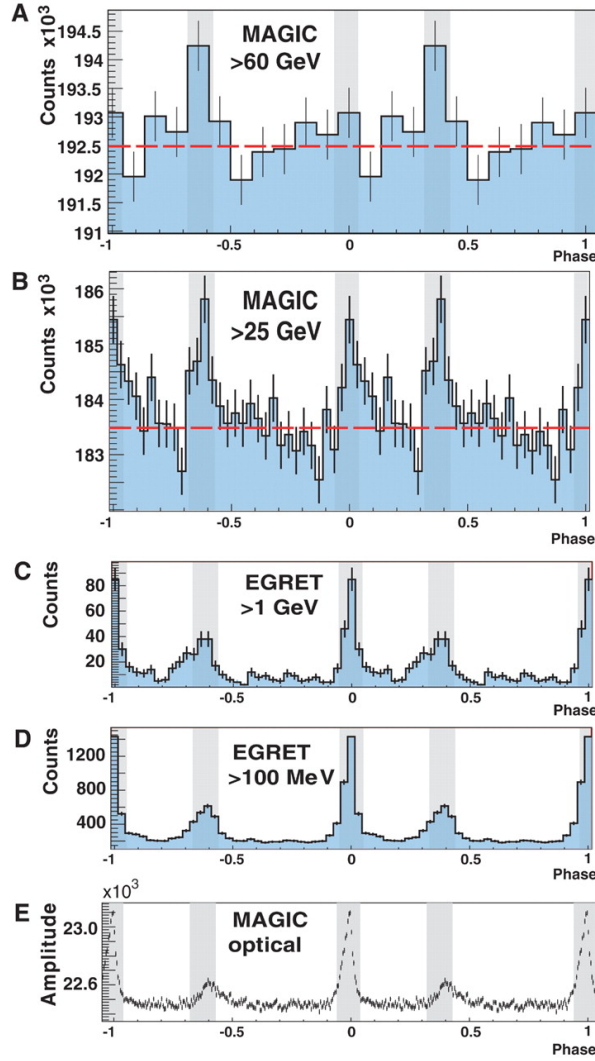 A
MAGIC
>60 GeV
Counts x10³
194.5
194
193.5
193
192.5
192
191.5
191
-1
-0.5
0
0.5
1
Phase
B
MAGIC
>25 GeV
Counts x10³
186
185
184
183
-1
-0.5
0
0.5
1
Phase
C
EGRET
>1 GeV
Counts
80
60
40
20
-1
-0.5
0
0.5
1
Phase
D
EGRET
>100 MeV
Counts
1200
800
400
-1
-0.5
0
0.5
1
Phase
E
x10³
MAGIC
optical
Amplitude
23.0
22.6
-1
-0.5
0
0.5
1
Phase